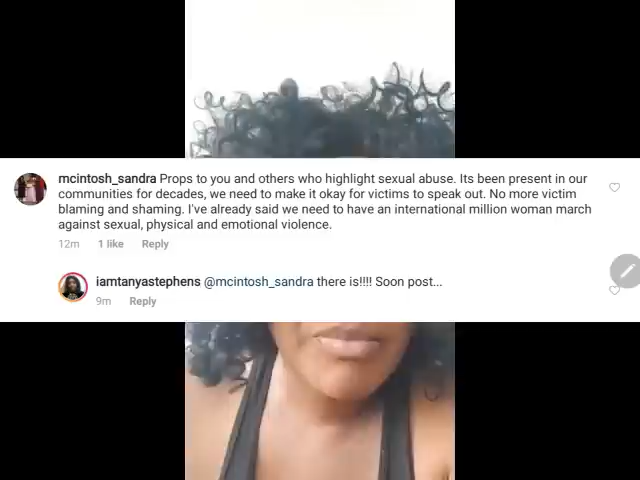 mcintosh_sandra Props to you and others who highlight sexual abuse. Its been present in our
communities for decades, we need to make it okay for victims to speak out. No more victim
blaming and shaming. I've already said we need to have an international million woman march
against sexual, physical and emotional violence.
12m 1 like Reply
iamtanyastephens @mcintosh_sandra there is!!!! Soon post...
9m Reply